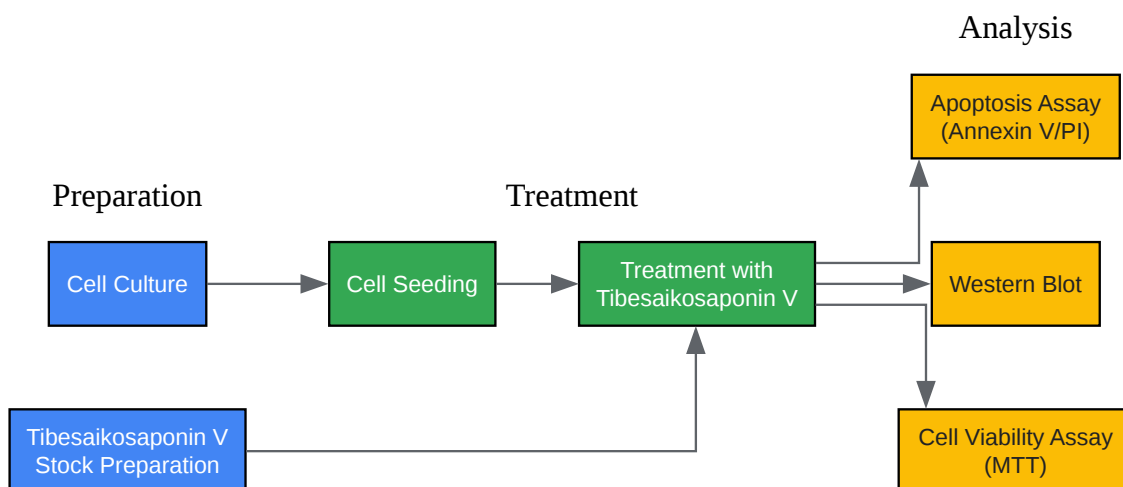 Analysis
Apoptosis Assay
(Annexin V/PI)
Preparation
Treatment
Cell Culture
Cell Seeding
Treatment with
Tibesaikosaponin V
Western Blot
Tibesaikosaponin V
Stock Preparation
Cell Viability Assay
(MTT)